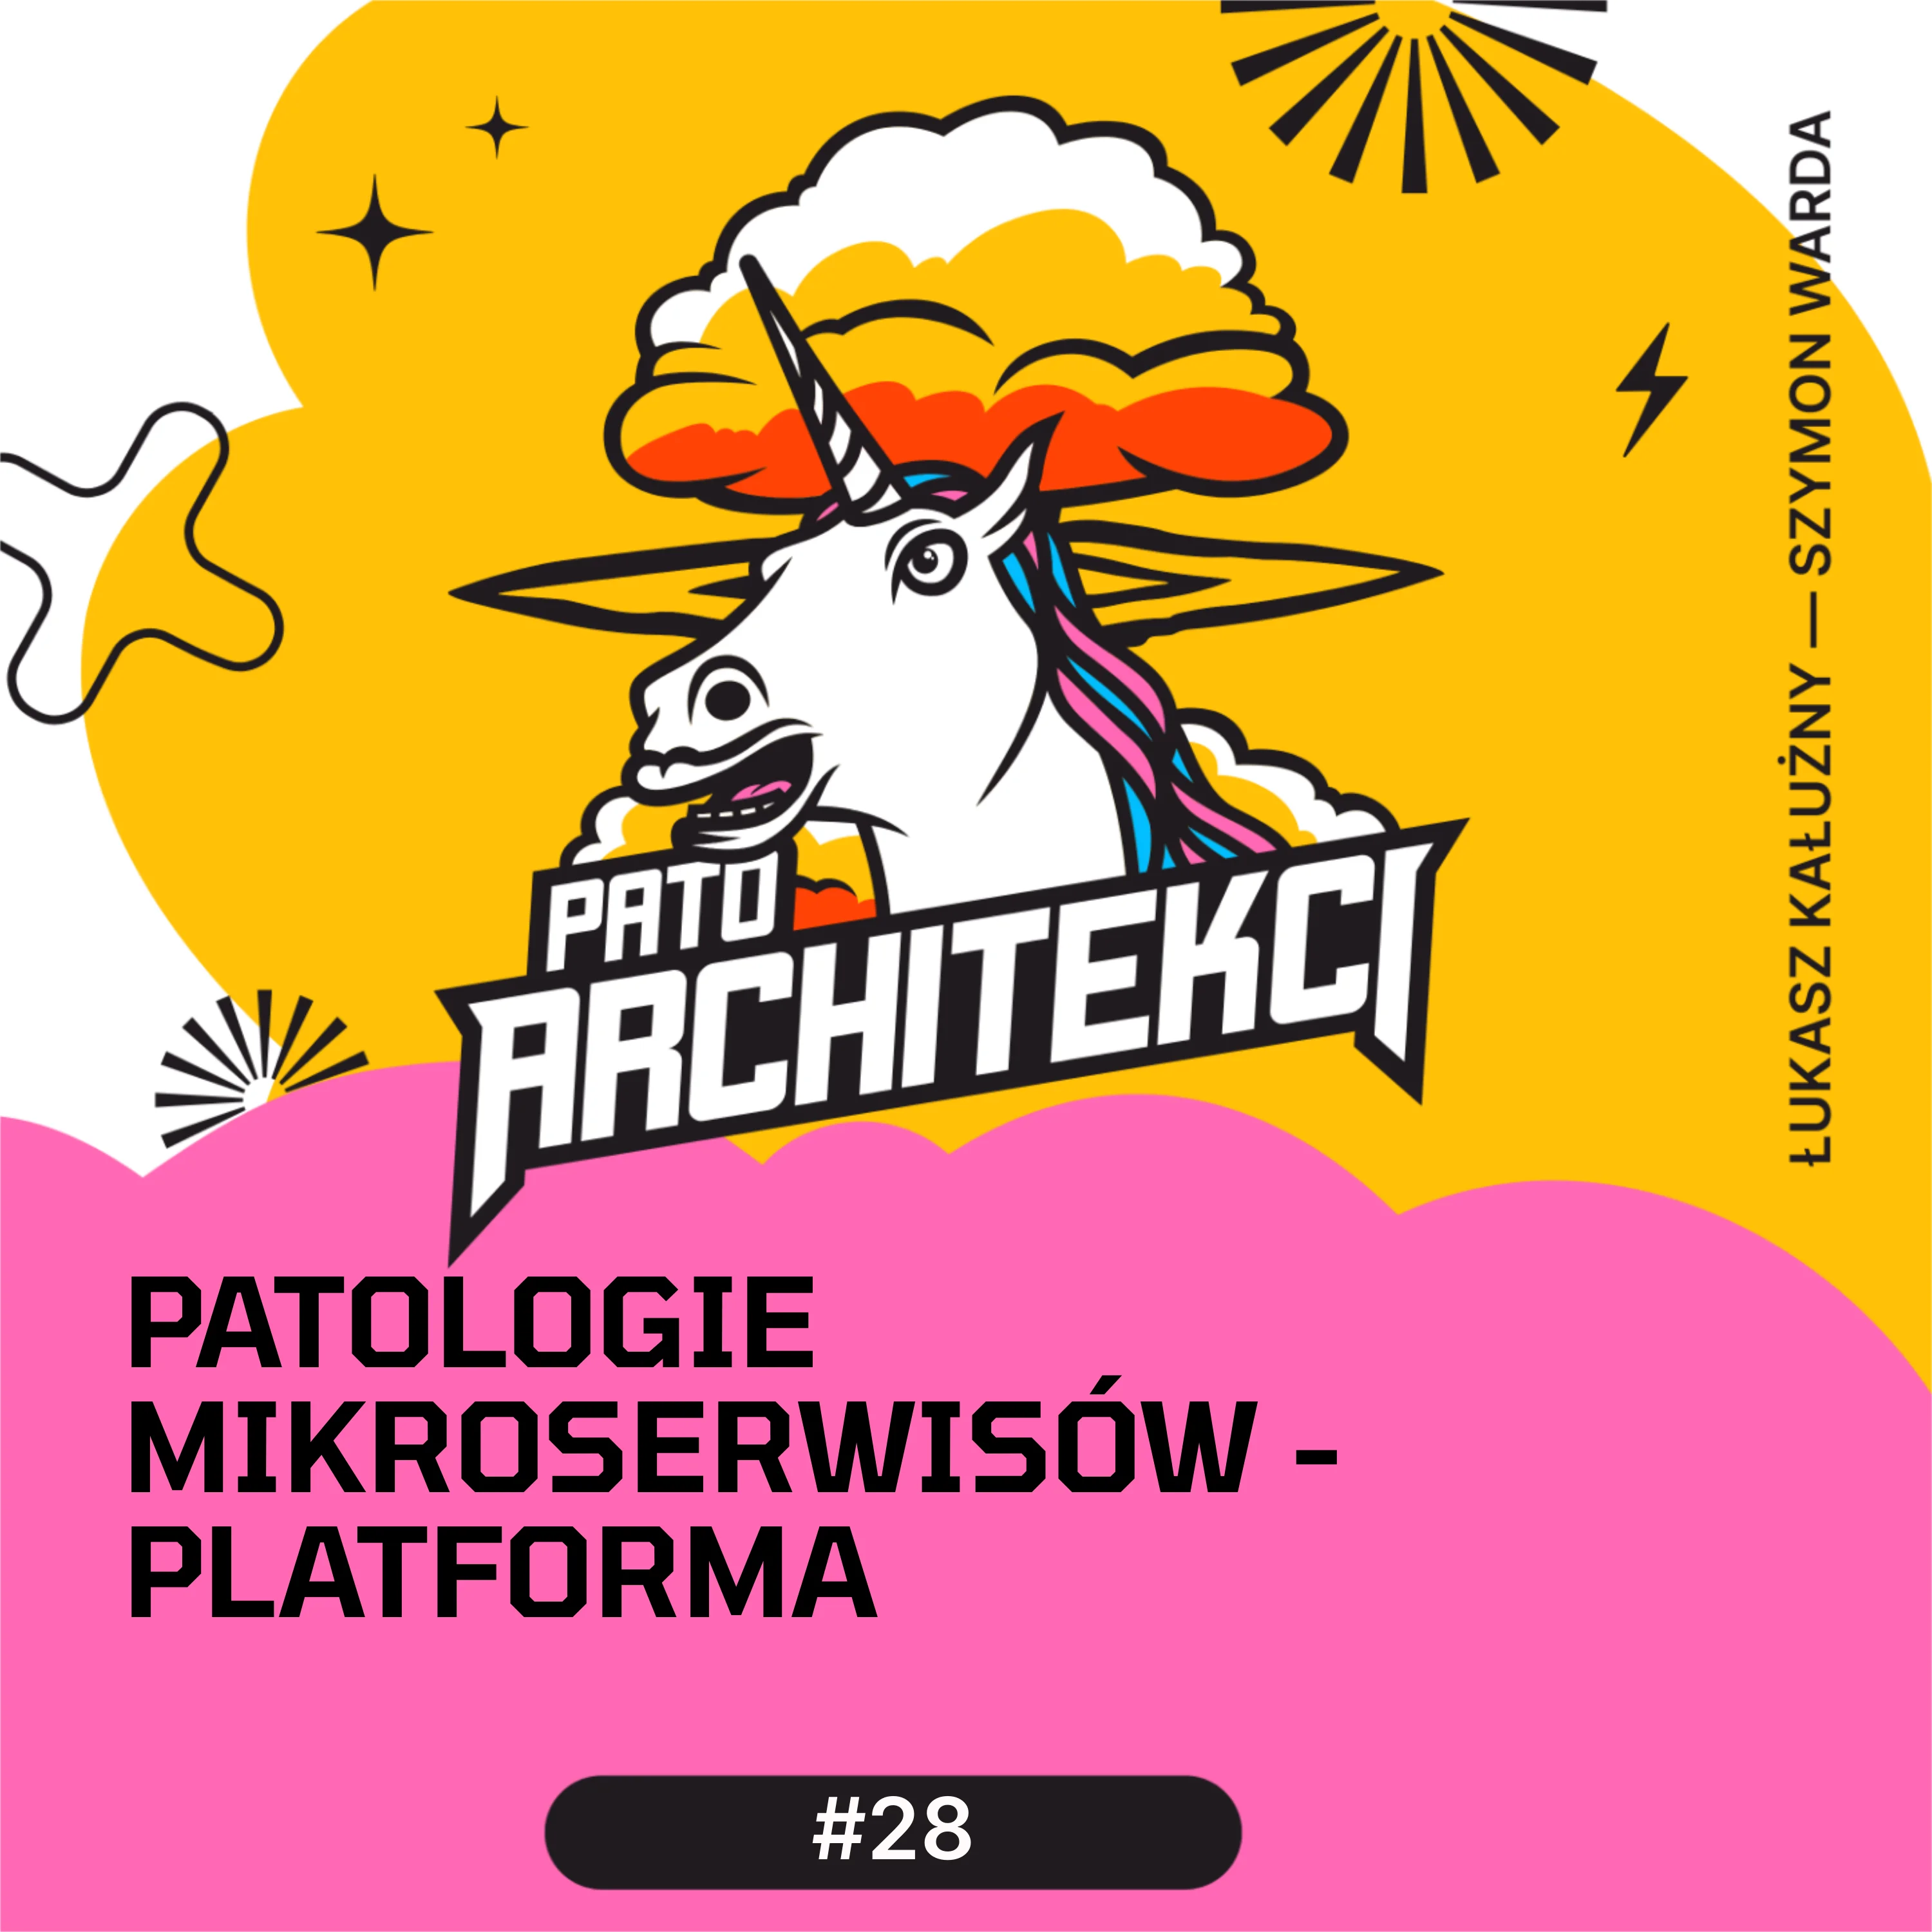 PATO
ARCHITEKCI
ŁUKASZ KAŁUŻNY — SZYMON WARDA
PATOLOGIE
MIKROSERWISÓW -
PLATFORMA
#28